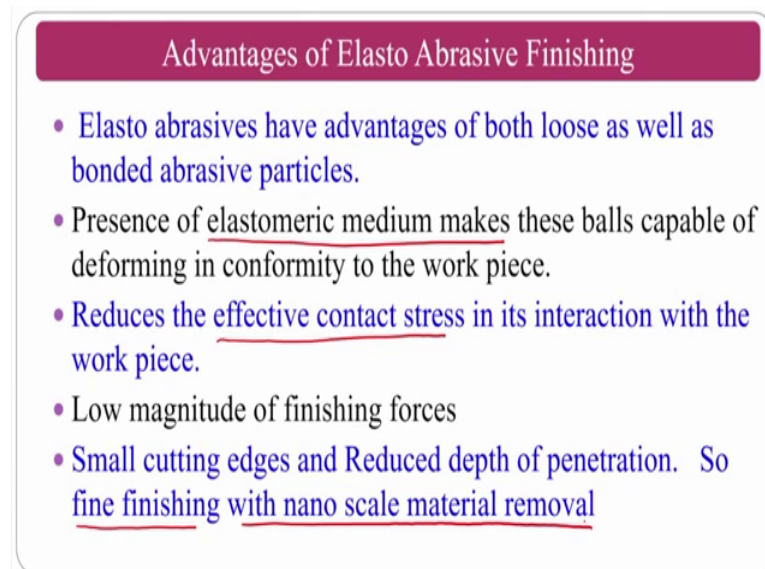 Advantages of Elasto Abrasive Finishing
• Elasto abrasives have advantages of both loose as well as
bonded abrasive particles.
• Presence of elastomeric medium makes these balls capable of
deforming in conformity to the work piece.
• Reduces the effective contact stress in its interaction with the
work piece.
• Low magnitude of finishing forces
• Small cutting edges and Reduced depth of penetration. So
fine finishing with nano scale material removal